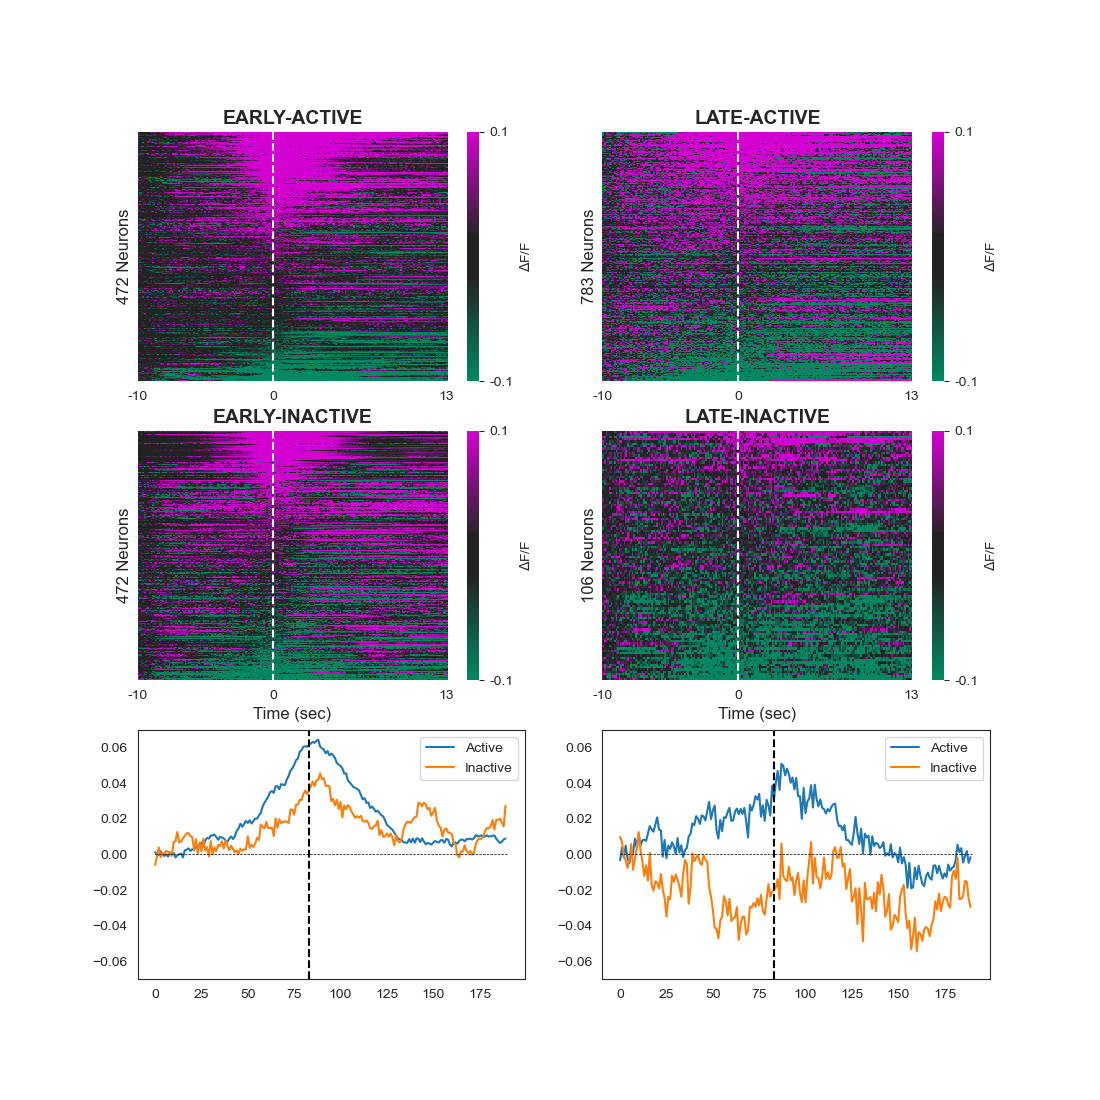 EARLY-ACTIVE
472 Neurons
0.1
ΔF/F
-0.1
-10 0 13
LATE-ACTIVE
783 Neurons
0.1
ΔF/F
-0.1
-10 0 13
EARLY-INACTIVE
472 Neurons
0.1
ΔF/F
-0.1
-10 0 13
Time (sec)
LATE-INACTIVE
106 Neurons
0.1
ΔF/F
-0.1
-10 0 13
Time (sec)
0.06
0.04
0.02
0.00
−0.02
−0.04
−0.06
Active
Inactive
0 25 50 75 100 125 150 175
0.06
0.04
0.02
0.00
−0.02
−0.04
−0.06
Active
Inactive
0 25 50 75 100 125 150 175